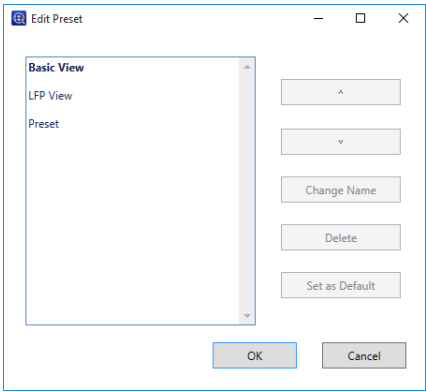 Edit Preset
Basic View
LFP View
Preset
^
v
Change Name
Delete
Set as Default
OK
Cancel